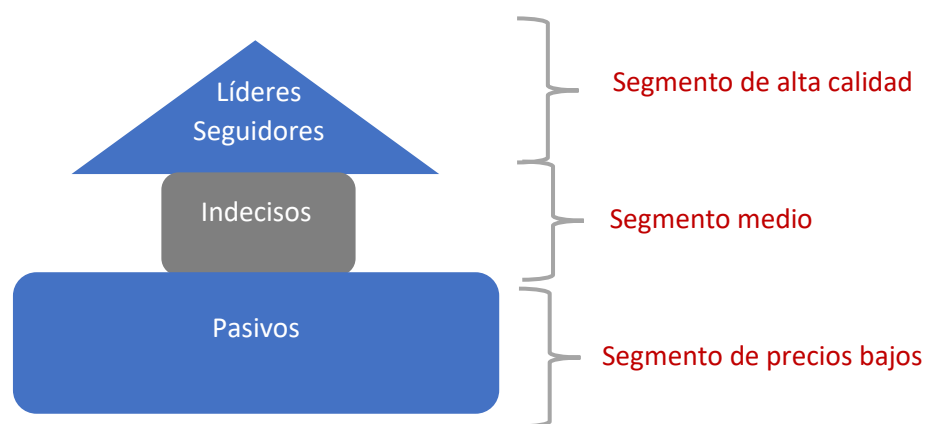 Líderes
Seguidores
Segmento de alta calidad
Indecisos
Segmento medio
Pasivos
Segmento de precios bajos